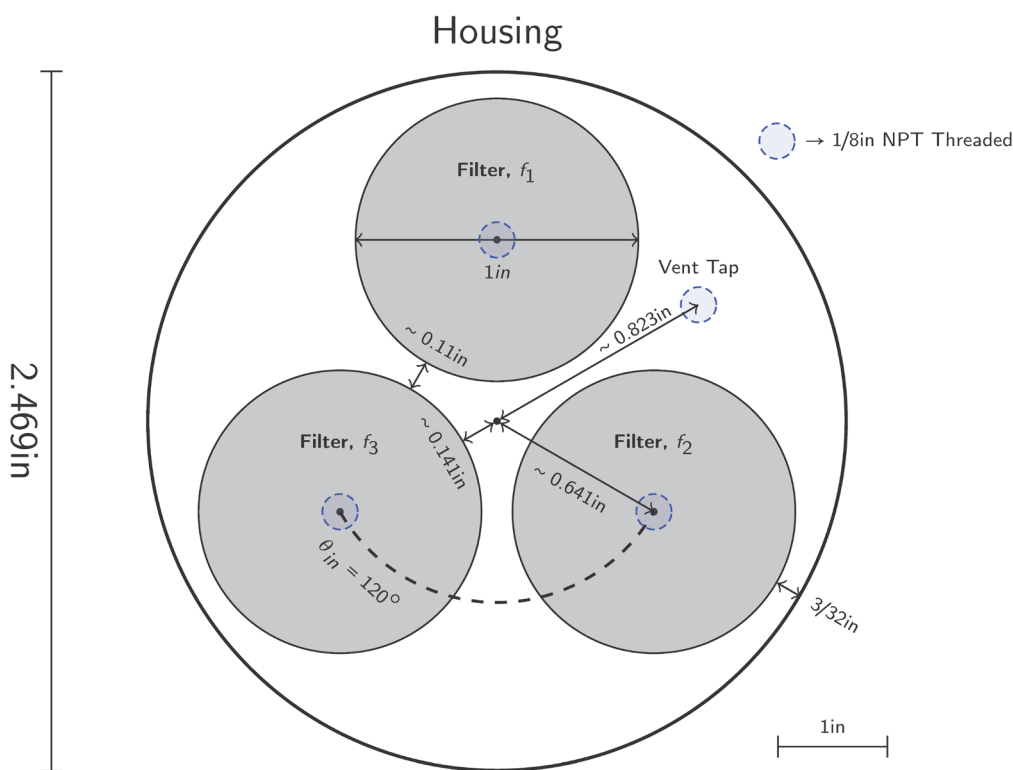 Housing
→ 1/8in NPT Threaded
Filter, f1
1in
Vent Tap
~ 0.823in
~ 0.11in
2.469in
Filter, f3
~ 0.141in
Filter, f2
~ 0.641in
θin = 120°
3/32in
1in